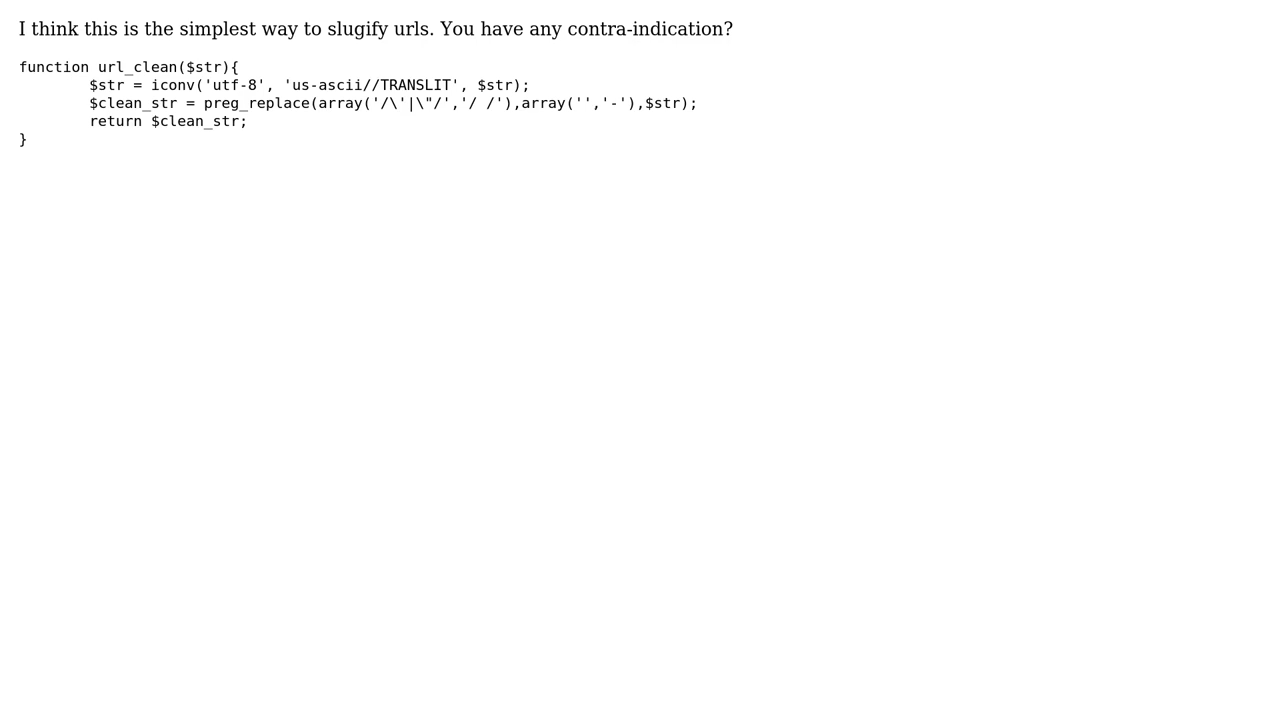 I think this is the simplest way to slugify urls. You have any contra-indication?
function url_clean($str){
        $str = iconv('utf-8', 'us-ascii//TRANSLIT', $str);
        $clean_str = preg_replace(array('/\'|\"/','/ /'),array('','-'),$str);
        return $clean_str;
}